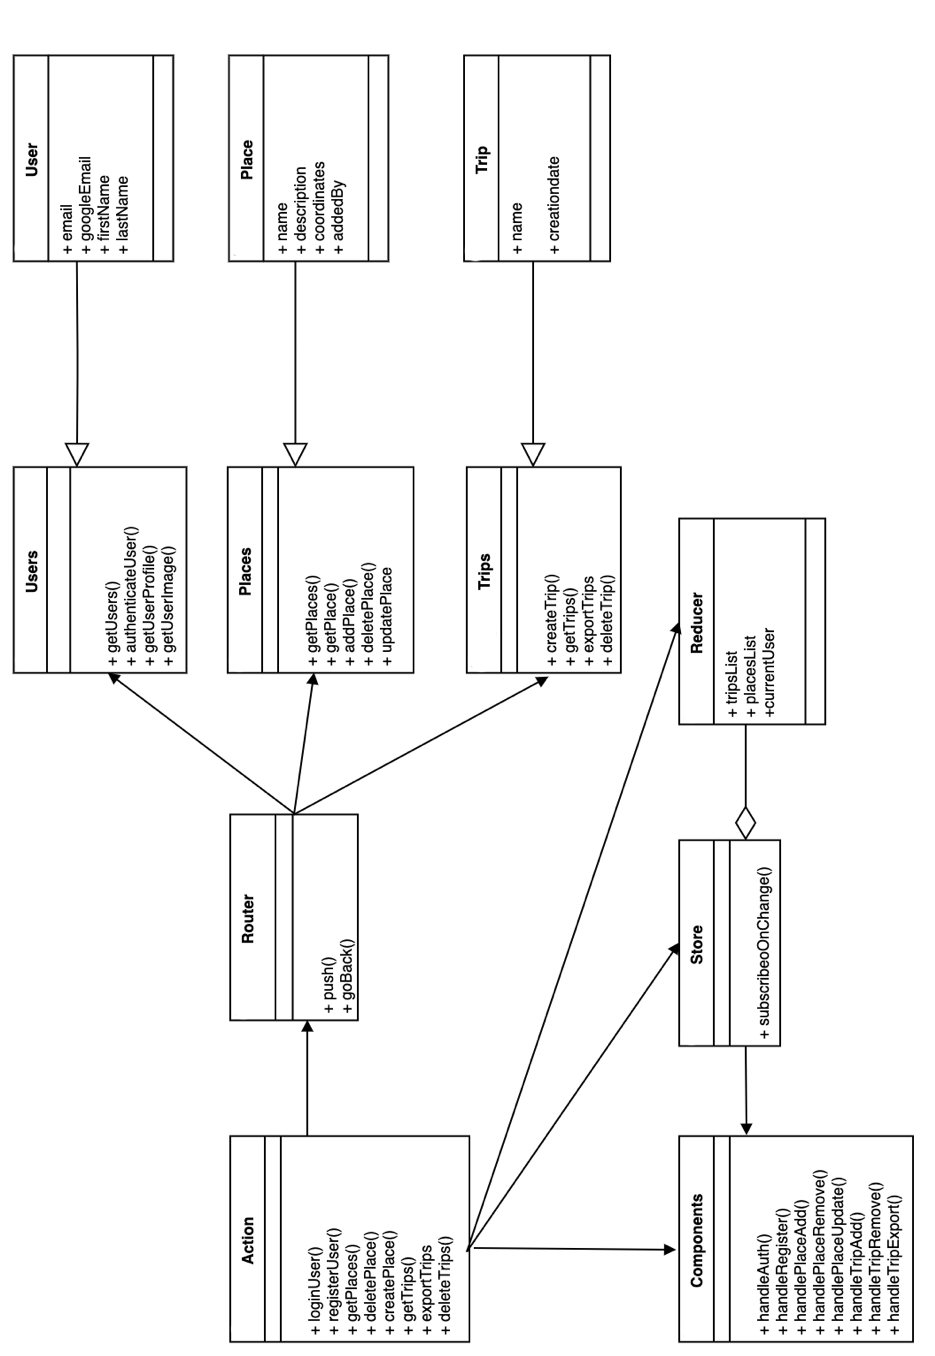 Action
+ loginUser()
+ registerUser()
+ getPlaces()
+ deletePlace()
+ createPlace()
+ getTrips()
+ exportTrips
+ deleteTrips()
Router
+ push()
+ goBack()
Users
+ getUsers()
+ authenticateUser()
+ getUserProfile()
+ getUserImage()
User
+ email
+ googleEmail
+ firstName
+ lastName
Places
+ getPlaces()
+ getPlace()
+ addPlace()
+ deletePlace()
+ updatePlace
Place
+ name
+ description
+ coordinates
+ addedBy
Trips
+ createTrip()
+ getTrips()
+ exportTrips
+ deleteTrip()
Trip
+ name
+ creationdate
Components
+ handleAuth()
+ handleRegister()
+ handlePlaceAdd()
+ handlePlaceRemove()
+ handlePlaceUpdate()
+ handleTripAdd()
+ handleTripRemove()
+ handleTripExport()
Store
+ subscribeoOnChange()
Reducer
+ tripsList
+ placesList
+currentUser